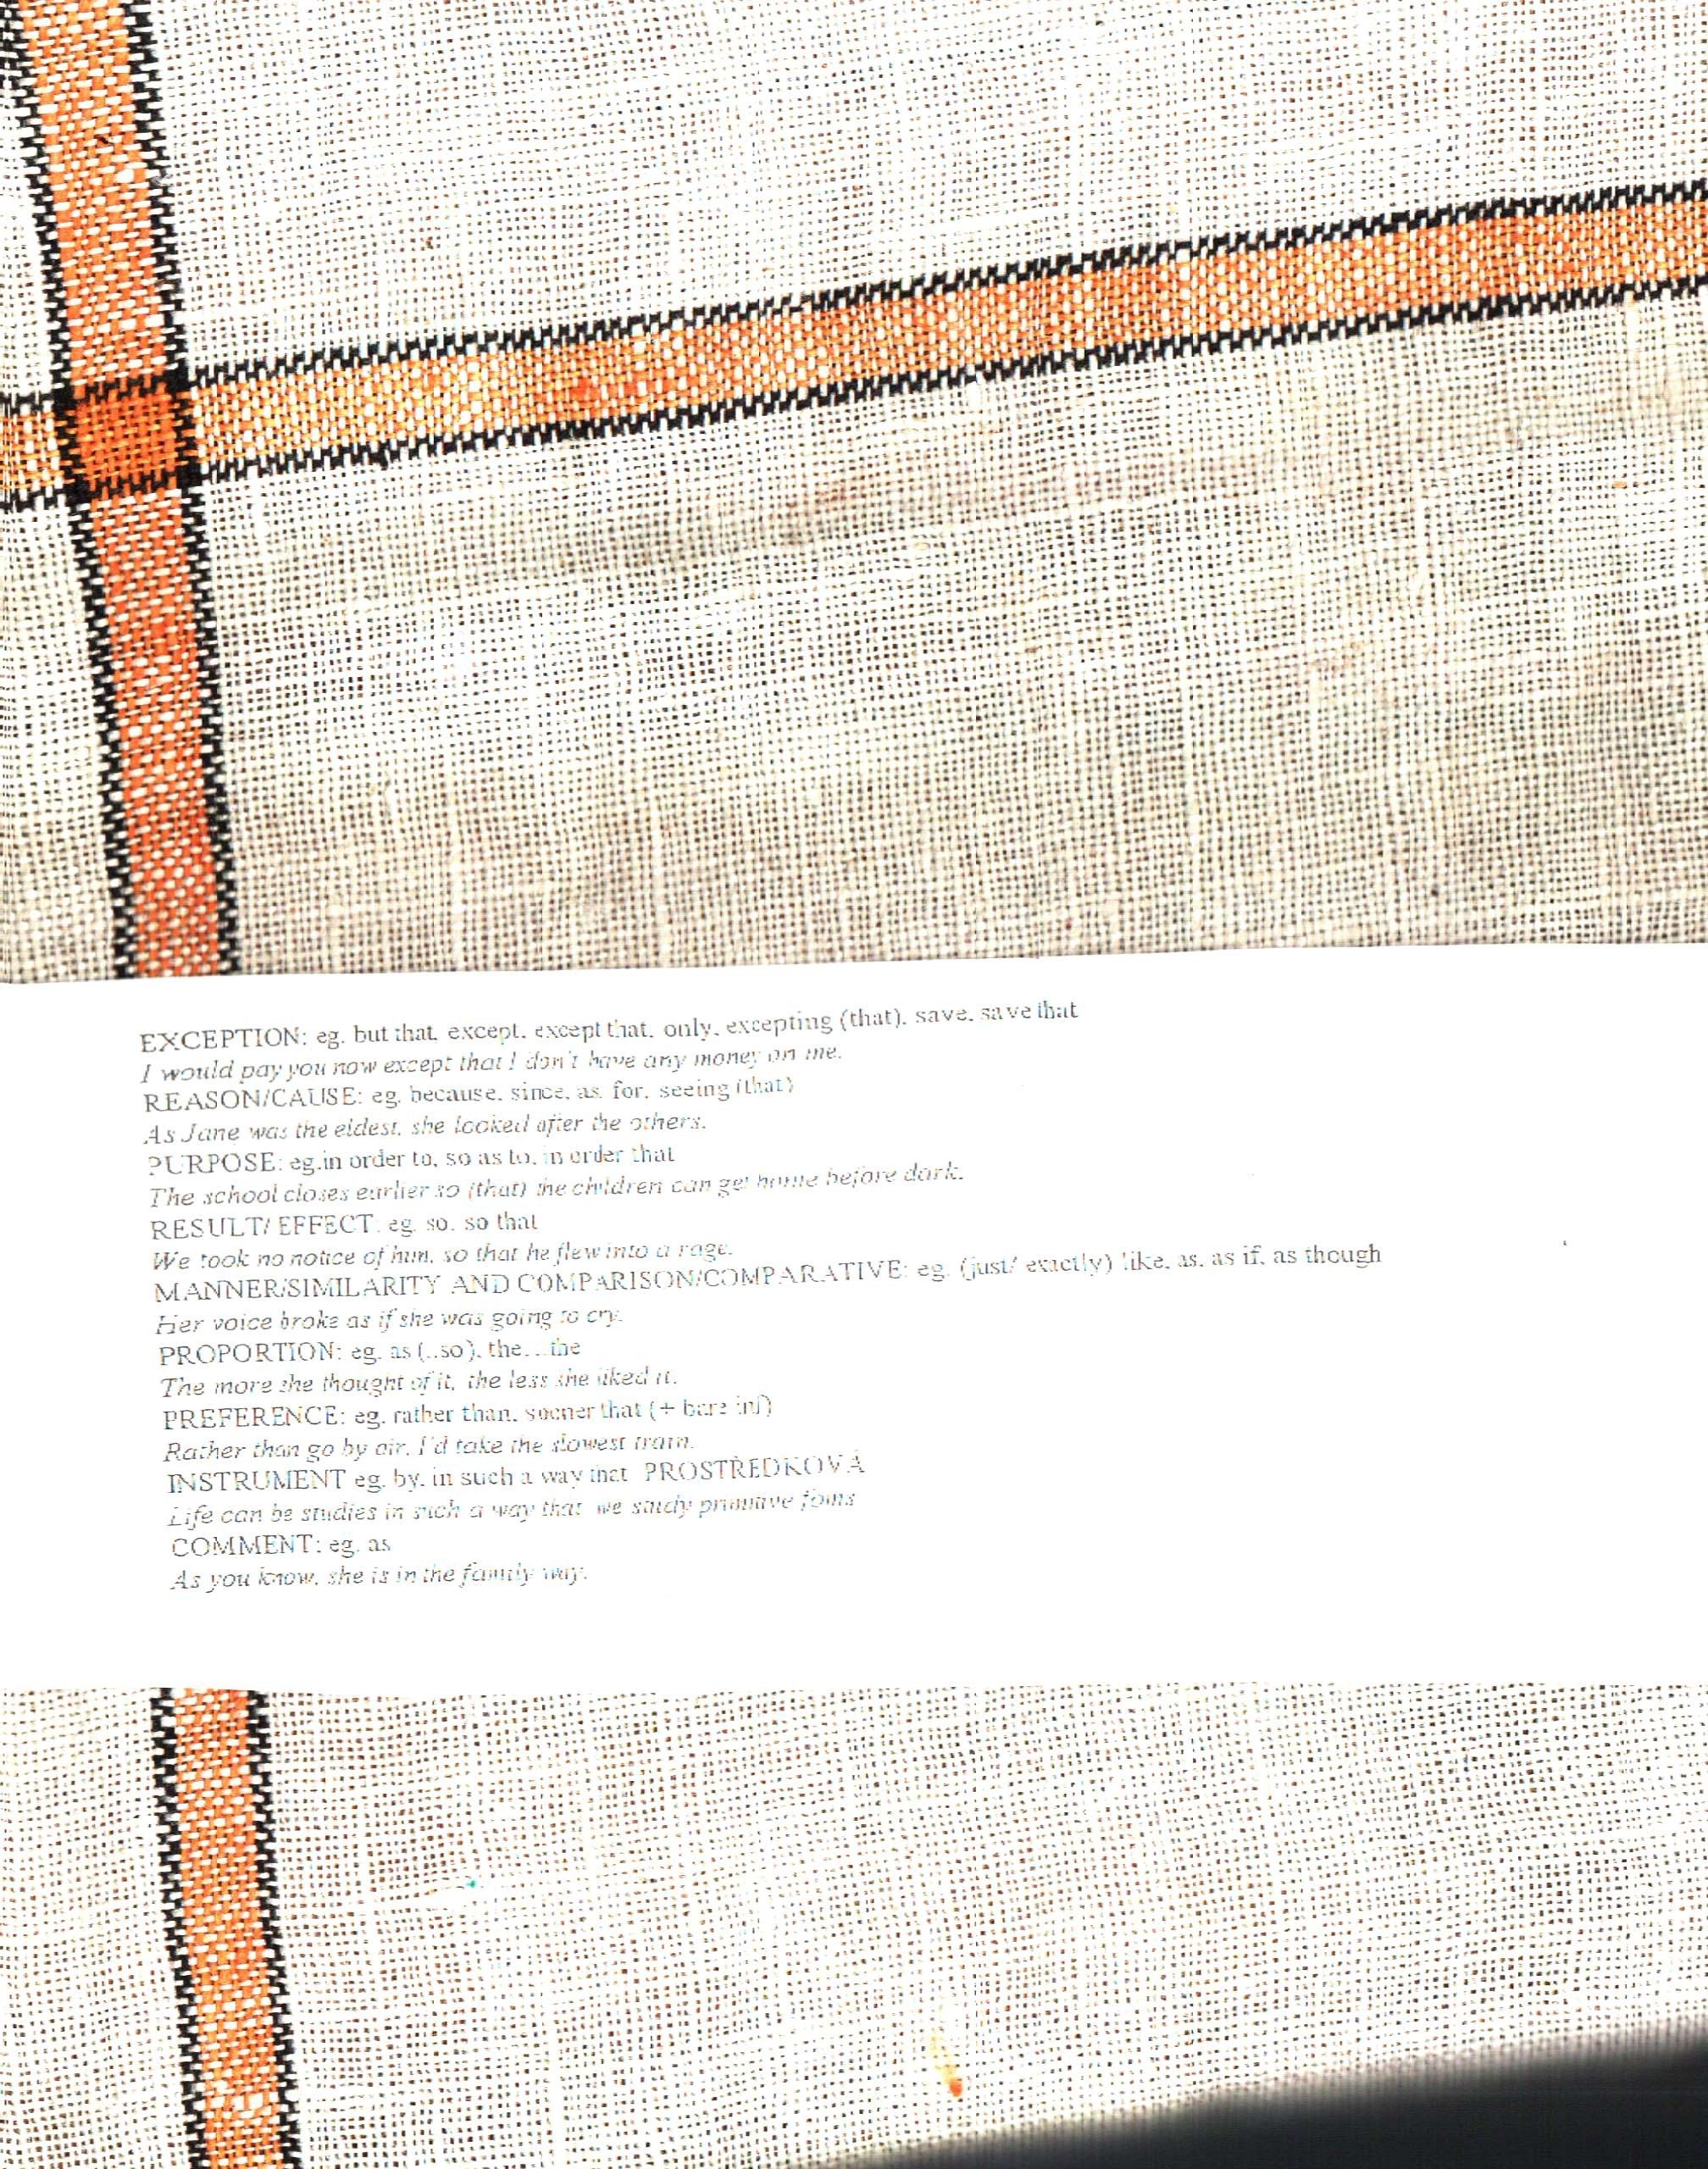 EXCEPTION: eg. but that, except, except that, only, excepting (that), save, save that
I would pay you now except that I don't have any money on me.
REASON/CAUSE: eg. because, since, as, for, seeing (that)
As Jane was the eldest, she looked after the others.
PURPOSE: eg.in order to, so as to, in order that
The school closes earlier so (that) the children can get home before dark.
RESULT/ EFFECT: eg. so, so that
We took no notice of him, so that he flew into a rage.
MANNER/SIMILARITY AND COMPARISON/COMPARATIVE: eg. (just/ exactly) like, as, as if, as though
Her voice broke as if she was going to cry.
PROPORTION: eg. as (..so), the...the
The more she thought of it, the less she liked it.
PREFERENCE: eg. rather than, sooner that (+ bare inf)
Rather than go by air, I'd take the slowest train.
INSTRUMENT eg. by, in such a way that PROSTŘEDKOVÁ
Life can be studies in such a way that we study primitive foms
COMMENT: eg. as
As you know, she is in the family way.